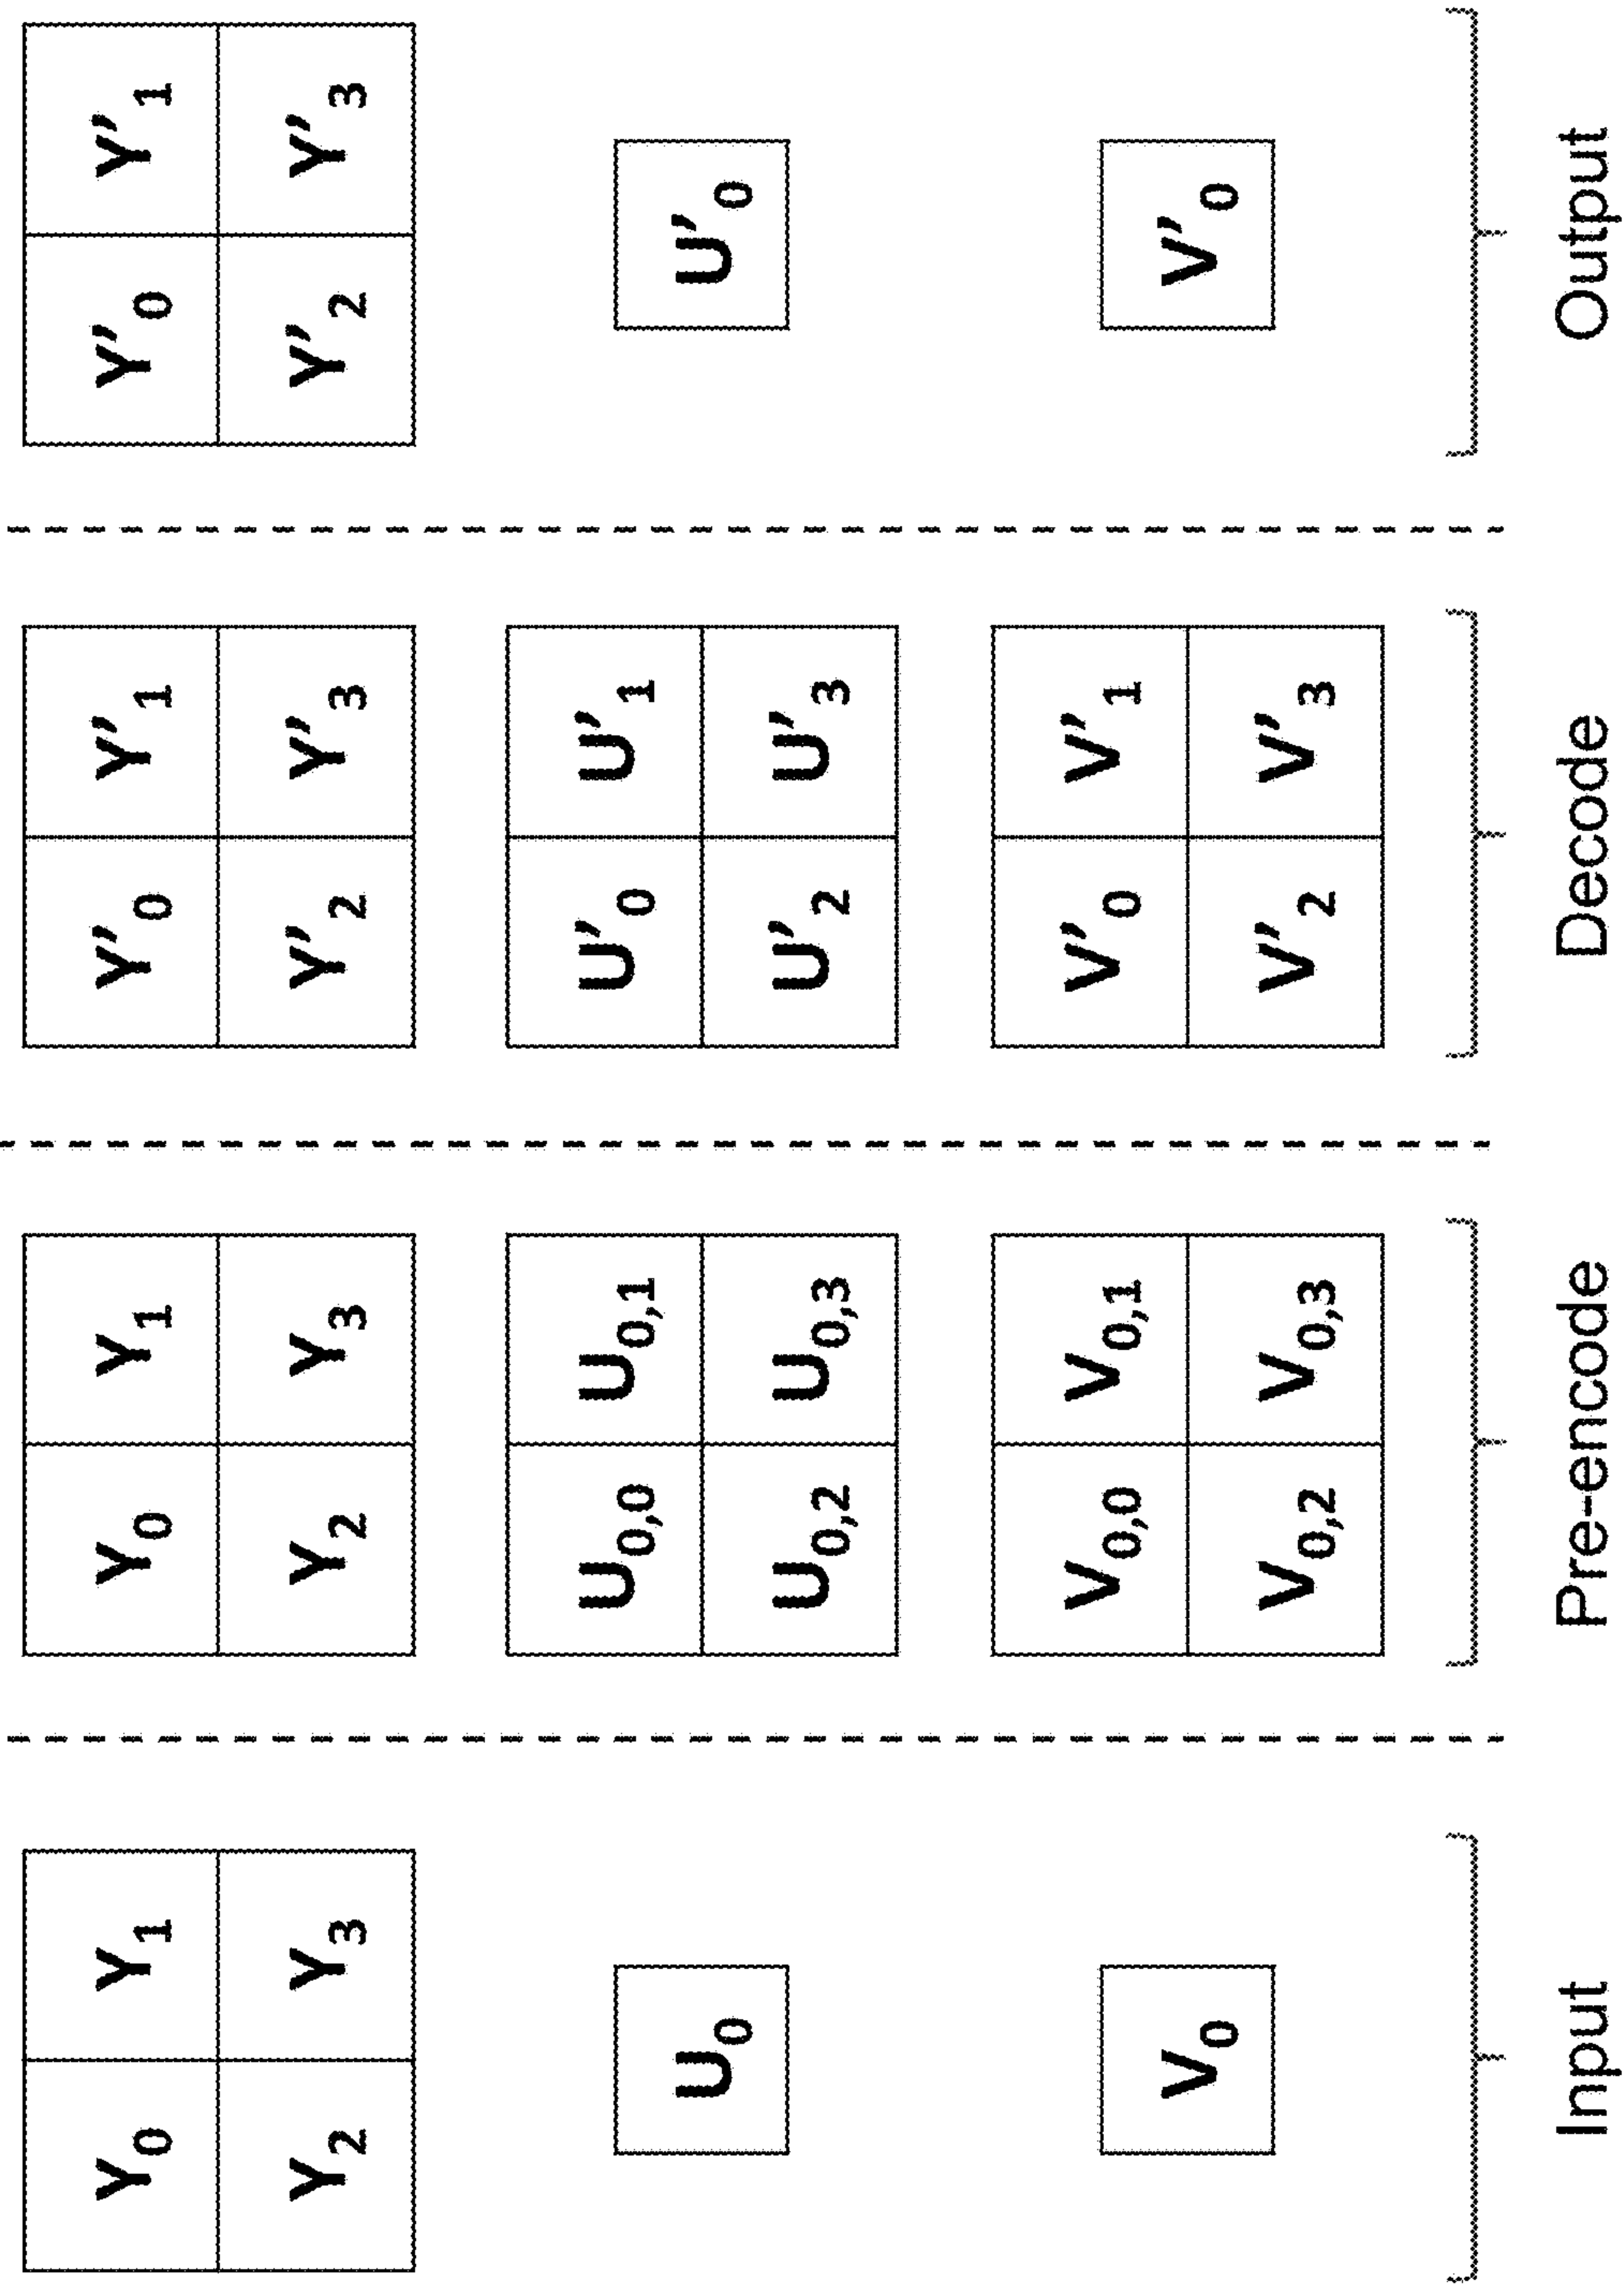 Y0 Y1 Y0 Y1 Y'0 Y'1 Y'0 Y'1
Y2 Y3 Y2 Y3 Y'2 Y'3 Y'2 Y'3
U0,0 U0,1 U'0 U'1
U0 U'0
U0,2 U0,3 U'2 U'3
V0,0 V0,1 V'0 V'1
V0 V'0
V0,2 V0,3 V'2 V'3
Input Pre-encode Decode Output